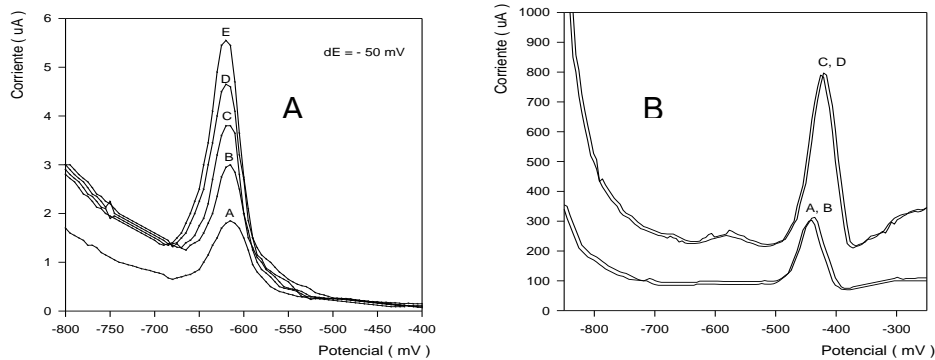 Corriente ( uA )
6
5
4
3
2
1
0
E
D
C
B
A
dE = - 50 mV
A
-800 -750 -700 -650 -600 -550 -500 -450 -400
Potencial ( mV )
Corriente ( uA )
1000
900
800
700
600
500
400
300
200
100
0
C, D
B
A, B
-800 -700 -600 -500 -400 -300
Potencial ( mV )